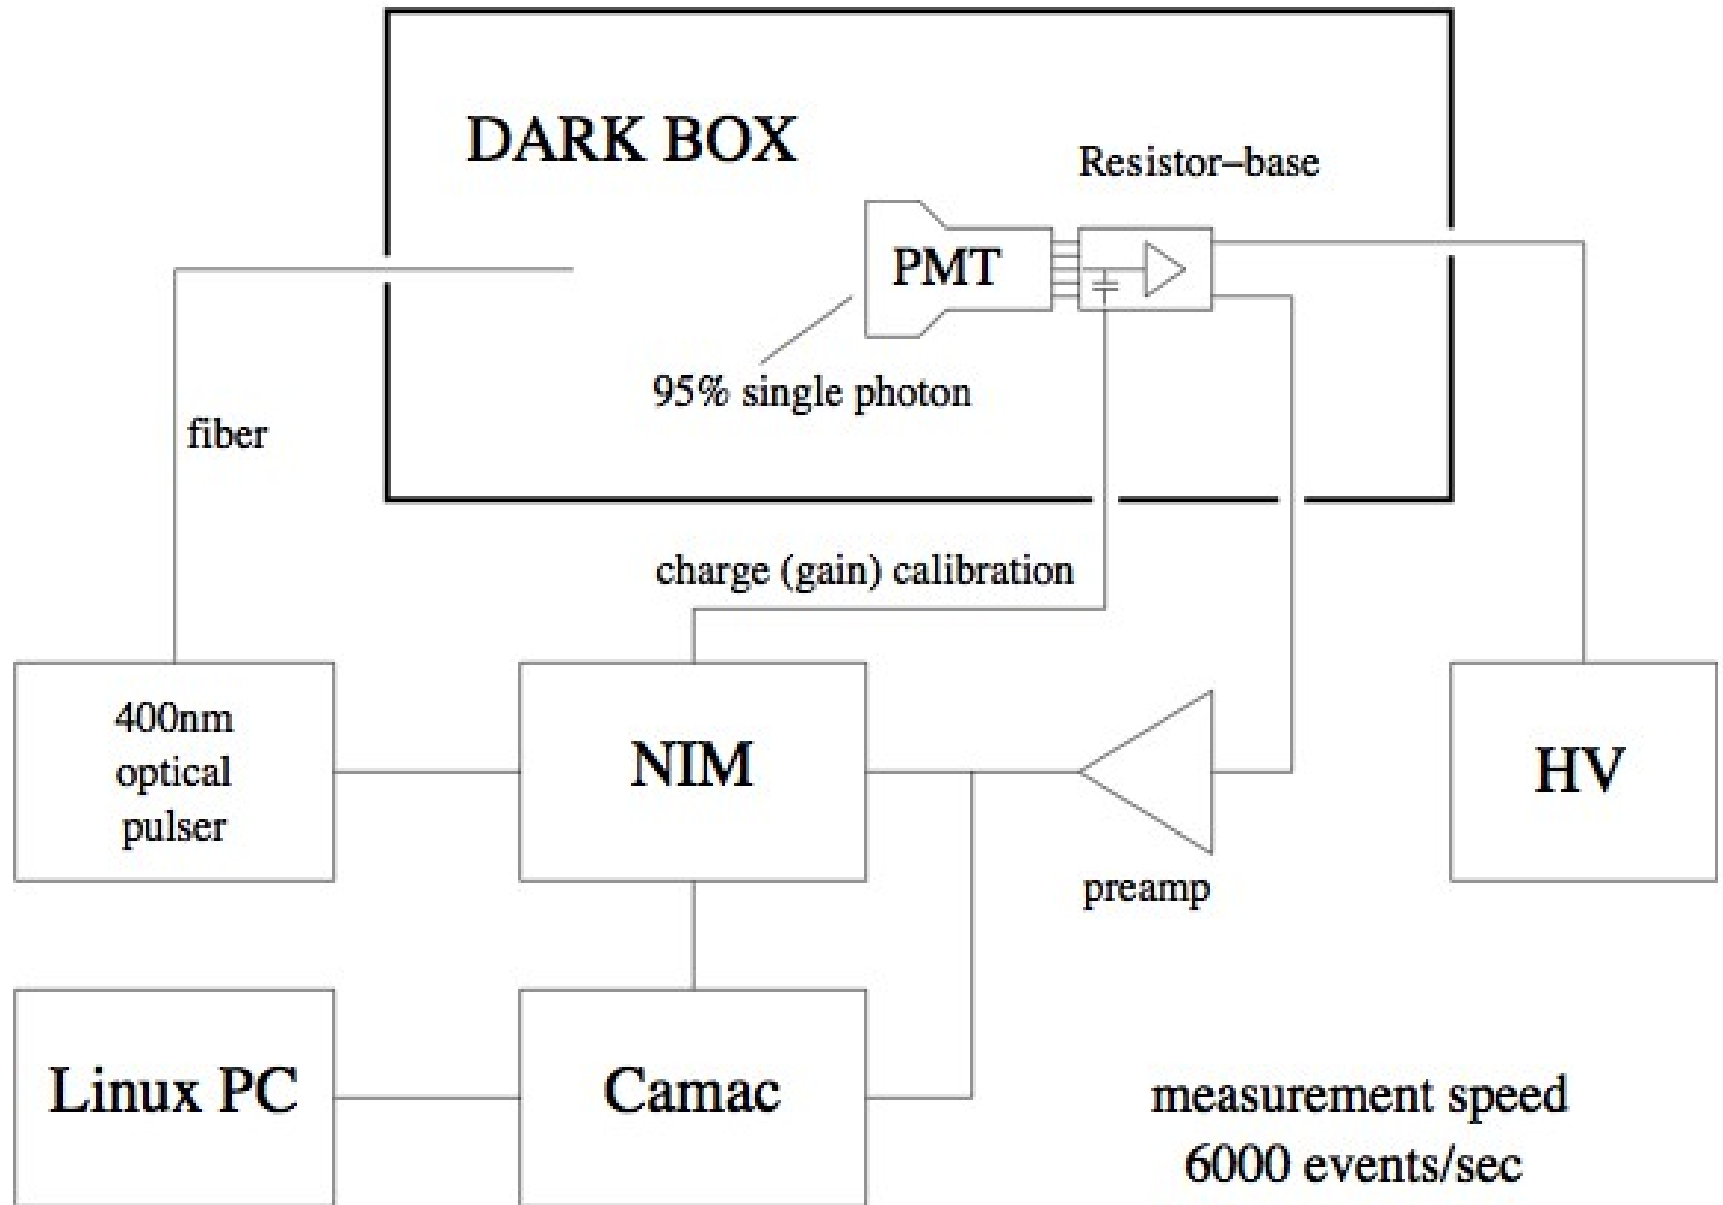 DARK BOX
Resistor–base
PMT
95% single photon
fiber
charge (gain) calibration
400nm
optical
pulser
NIM
HV
preamp
Linux PC
Camac
measurement speed
6000 events/sec